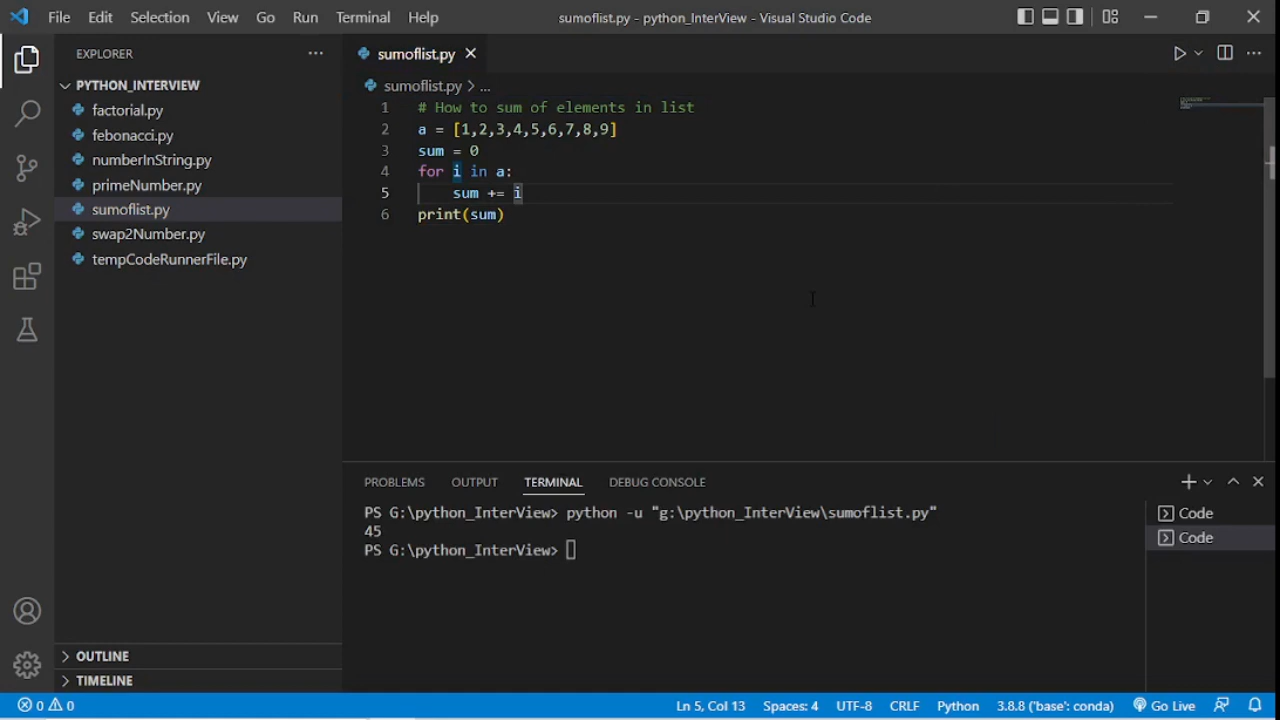 File Edit Selection View Go Run Terminal Help sumoflist.py - python_InterView - Visual Studio Code
EXPLORER ...
PYTHON_INTERVIEW
factorial.py
febonacci.py
numberInString.py
primeNumber.py
sumoflist.py
swap2Number.py
tempCodeRunnerFile.py
OUTLINE
TIMELINE
sumoflist.py
sumoflist.py > ...
1 # How to sum of elements in list
2 a = [1,2,3,4,5,6,7,8,9]
3 sum = 0
4 for i in a:
5 sum += i
6 print(sum)
PROBLEMS OUTPUT TERMINAL DEBUG CONSOLE
PS G:\python_InterView> python -u "g:\python_InterView\sumoflist.py"
45
PS G:\python_InterView>
Code
Code
0 0 Ln 5, Col 13 Spaces: 4 UTF-8 CRLF Python 3.8.8 ('base': conda) Go Live